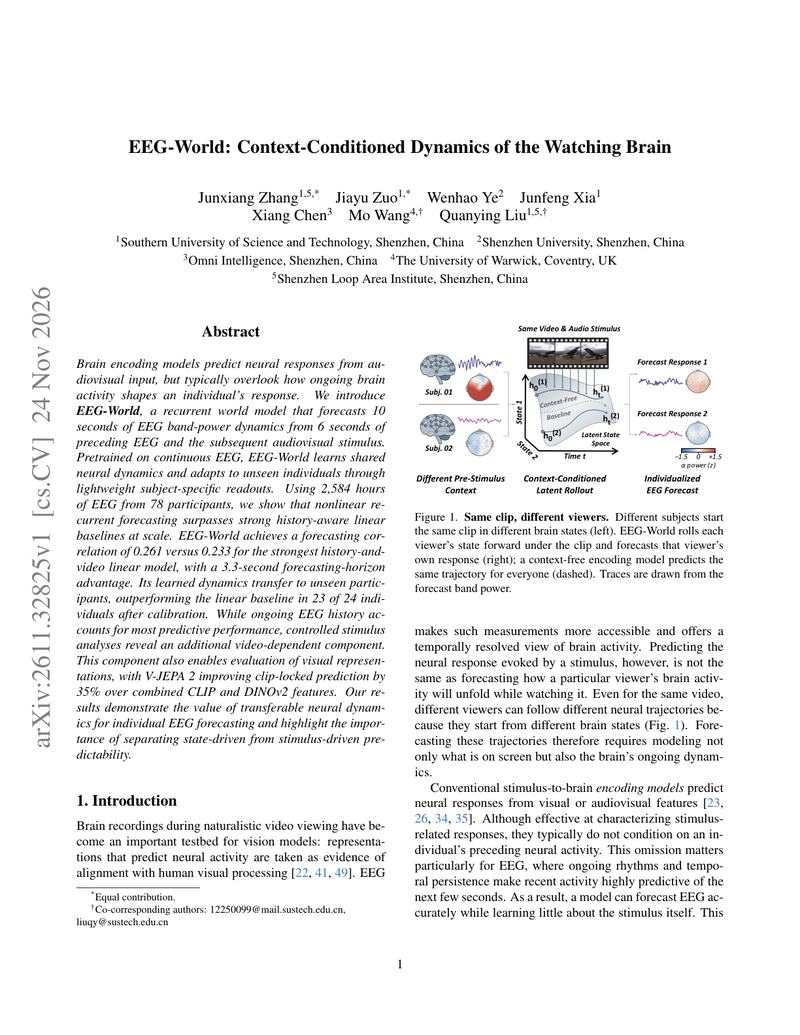 EEG-World: Context-Conditioned Dynamics of the Watching Brain
Junxiang Zhang1,5,* Jiayu Zuo1,* Wenhao Ye2 Junfeng Xia1
Xiang Chen3 Mo Wang4,† Quanying Liu1,5,†
1Southern University of Science and Technology, Shenzhen, China 2Shenzhen University, Shenzhen, China
3Omni Intelligence, Shenzhen, China 4The University of Warwick, Coventry, UK
5Shenzhen Loop Area Institute, Shenzhen, China
arXiv:2611.32825v1 [cs.CV] 24 Nov 2026
Abstract
Brain encoding models predict neural responses from au-
diovisual input, but typically overlook how ongoing brain
activity shapes an individual's response. We introduce
EEG-World, a recurrent world model that forecasts 10
seconds of EEG band-power dynamics from 6 seconds of
preceding EEG and the subsequent audiovisual stimulus.
Pretrained on continuous EEG, EEG-World learns shared
neural dynamics and adapts to unseen individuals through
lightweight subject-specific readouts. Using 2,584 hours
of EEG from 78 participants, we show that nonlinear re-
current forecasting surpasses strong history-aware linear
baselines at scale. EEG-World achieves a forecasting cor-
relation of 0.261 versus 0.233 for the strongest history-and-
video linear model, with a 3.3-second forecasting-horizon
advantage. Its learned dynamics transfer to unseen partic-
ipants, outperforming the linear baseline in 23 of 24 indi-
viduals after calibration. While ongoing EEG history ac-
counts for most predictive performance, controlled stimulus
analyses reveal an additional video-dependent component.
This component also enables evaluation of visual represen-
tations, with V-JEPA 2 improving clip-locked prediction by
35% over combined CLIP and DINOv2 features. Our re-
sults demonstrate the value of transferable neural dynam-
ics for individual EEG forecasting and highlight the impor-
tance of separating state-driven from stimulus-driven pre-
dictability.
1. Introduction
Brain recordings during naturalistic video viewing have be-
come an important testbed for vision models: representa-
tions that predict neural activity are taken as evidence of
alignment with human visual processing [22, 41, 49]. EEG
*Equal contribution.
†Co-corresponding authors: 12250099@mail.sustech.edu.cn,
liuqy@sustech.edu.cn
Same Video & Audio Stimulus
Subj. 01
Subj. 02
State 1
State 2
h0(1)
ht(1)
Context-Free
Baseline
ht(2)
h0(2)
Latent State
Space
Time t
Forecast Response 1
Forecast Response 2
−1.5 0 +1.5
α power (z)
Different Pre-Stimulus
Context
Context-Conditioned
Latent Rollout
Individualized
EEG Forecast
Figure 1. Same clip, different viewers. Different subjects start
the same clip in different brain states (left). EEG-World rolls each
viewer's state forward under the clip and forecasts that viewer's
own response (right); a context-free encoding model predicts the
same trajectory for everyone (dashed). Traces are drawn from the
forecast band power.
makes such measurements more accessible and offers a
temporally resolved view of brain activity. Predicting the
neural response evoked by a stimulus, however, is not the
same as forecasting how a particular viewer's brain activ-
ity will unfold while watching it. Even for the same video,
different viewers can follow different neural trajectories be-
cause they start from different brain states (Fig. 1). Fore-
casting these trajectories therefore requires modeling not
only what is on screen but also the brain's ongoing dynam-
ics.
Conventional stimulus-to-brain encoding models predict
neural responses from visual or audiovisual features [23,
26, 34, 35]. Although effective at characterizing stimulus-
related responses, they typically do not condition on an in-
dividual's preceding neural activity. This omission matters
particularly for EEG, where ongoing rhythms and tempo-
ral persistence make recent activity highly predictive of the
next few seconds. As a result, a model can forecast EEG ac-
curately while learning little about the stimulus itself. This
1